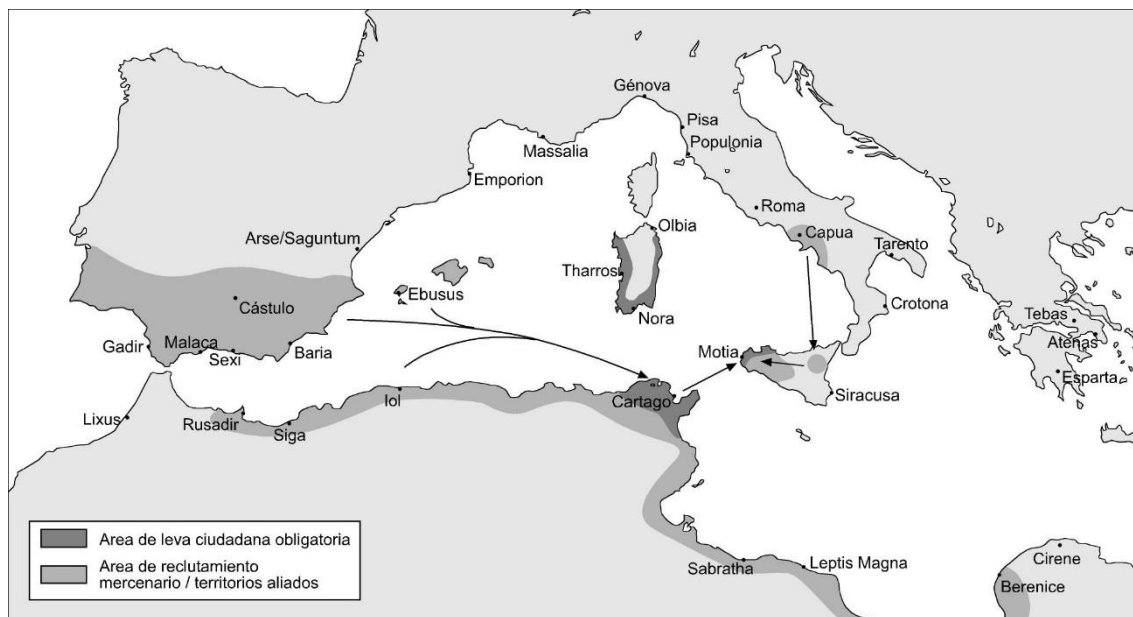 Génova
Pisa
Populonia
Massalia
Emporion
Roma
Olbia
Capua
Arse/Saguntum
Tarento
Tharros
Ebusus
Cástulo
Crotona
Nora
Tebas
Atenas
Gadir
Malaca
Sexi
Baria
Motia
Esparta
Iol
Cartago
Siracusa
Lixus
Rusadir
Siga
Area de leva ciudadana obligatoria
Area de reclutamiento
mercenario / territorios aliados
Sabratha
Leptis Magna
Cirene
Berenice